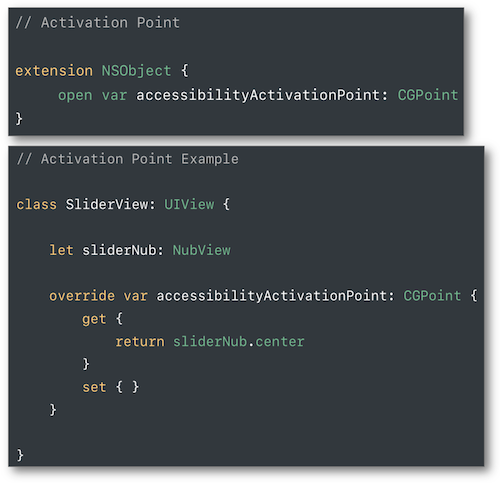 // Activation Point
extension NSObject {
open var accessibilityActivationPoint: CGPoint
}
// Activation Point Example
class SliderView: UIView {
let sliderNub: NubView
override var accessibilityActivationPoint: CGPoint {
get {
return sliderNub.center
}
set { }
}
}